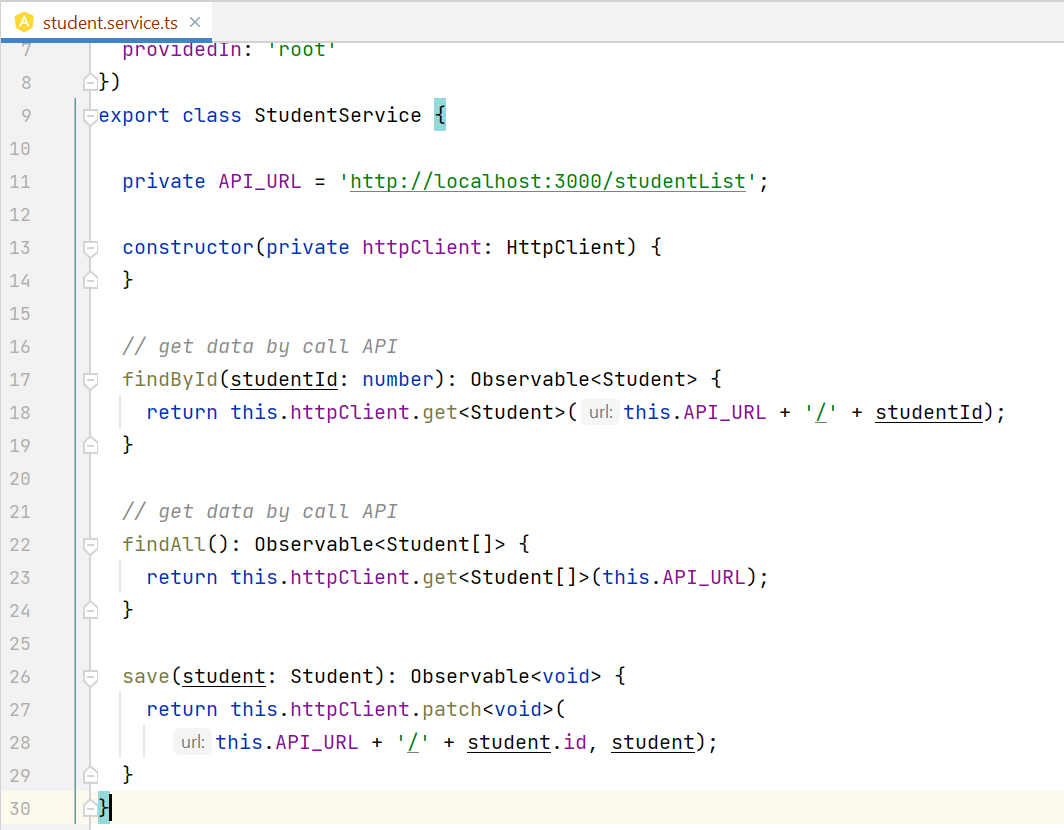 student.service.ts
7 providedIn: 'root'
8 })
9 export class StudentService {
10
11 private API_URL = 'http://localhost:3000/studentList';
12
13 constructor(private httpClient: HttpClient) {
14 }
15
16 // get data by call API
17 findById(studentId: number): Observable<Student> {
18 return this.httpClient.get<Student>( url: this.API_URL + '/' + studentId);
19 }
20
21 // get data by call API
22 findAll(): Observable<Student[]> {
23 return this.httpClient.get<Student[]>(this.API_URL);
24 }
25
26 save(student: Student): Observable<void> {
27 return this.httpClient.patch<void>(
28 url: this.API_URL + '/' + student.id, student);
29 }
30 }